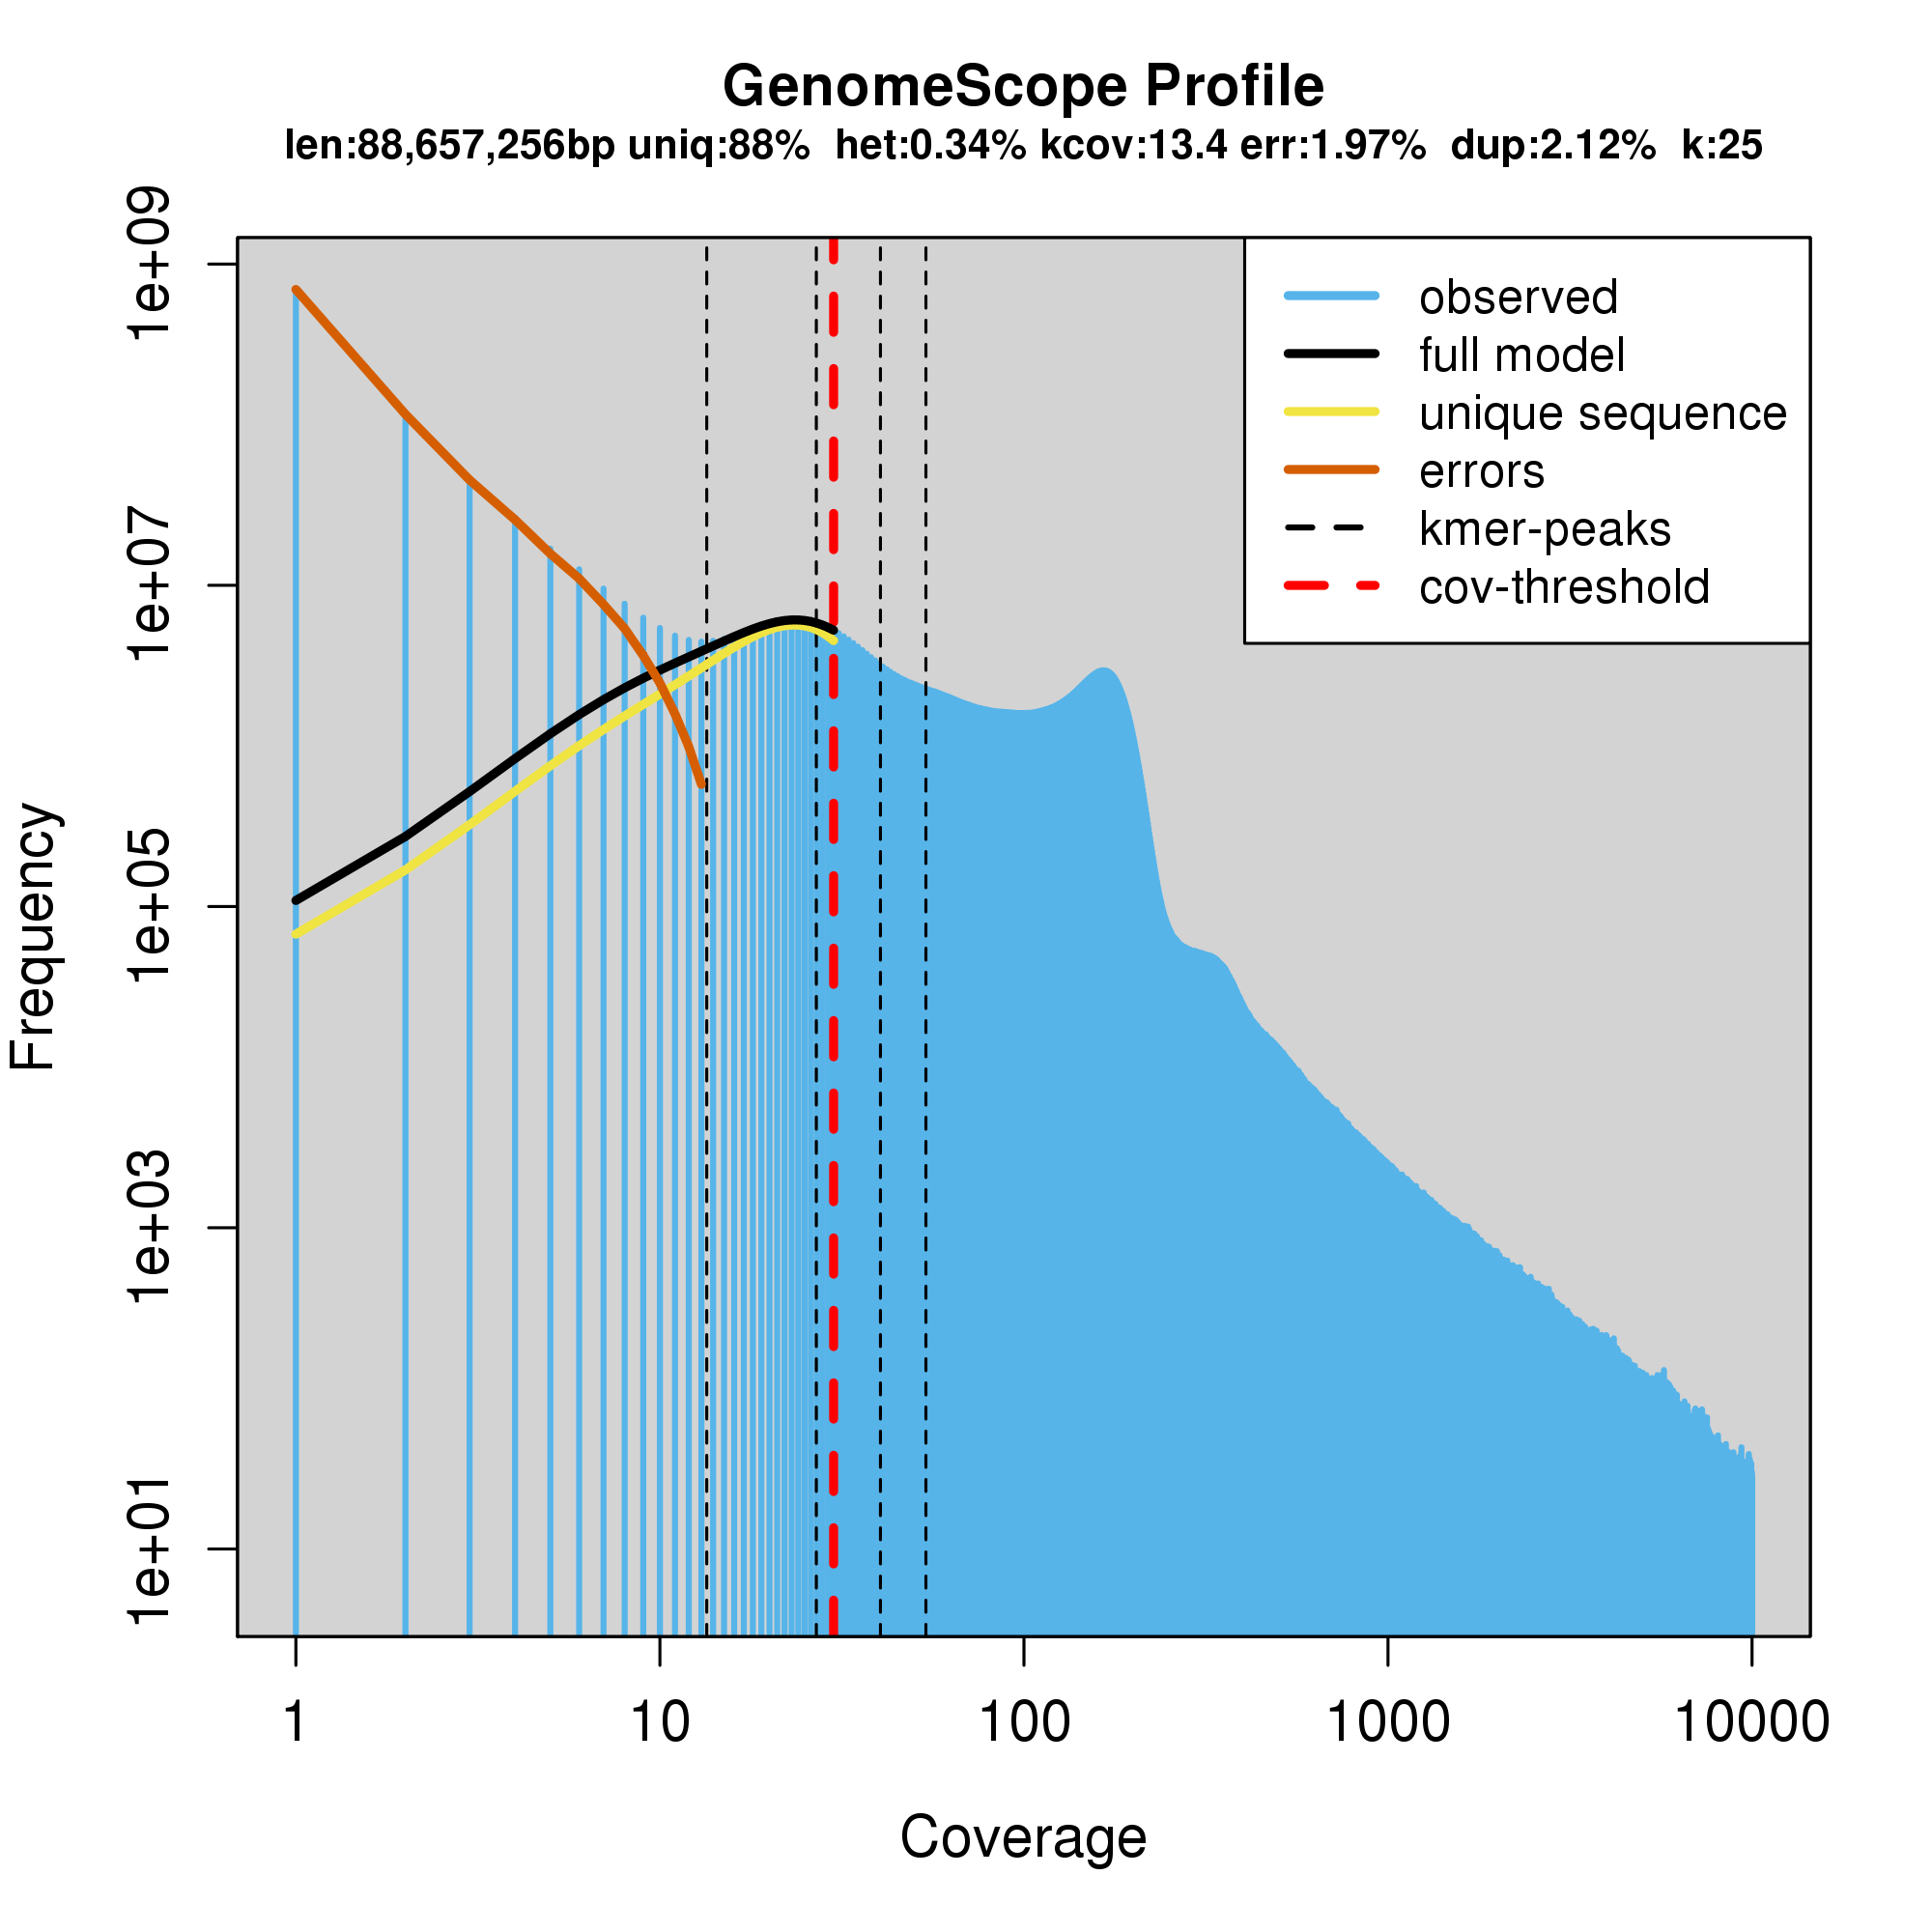 GenomeScope Profile
len:88,657,256bp uniq:88% het:0.34% kcov:13.4 err:1.97% dup:2.12% k:25
observed
full model
unique sequence
errors
kmer-peaks
cov-threshold
Frequency
1e+09
1e+07
1e+05
1e+03
1e+01
1 10 100 1000 10000
Coverage